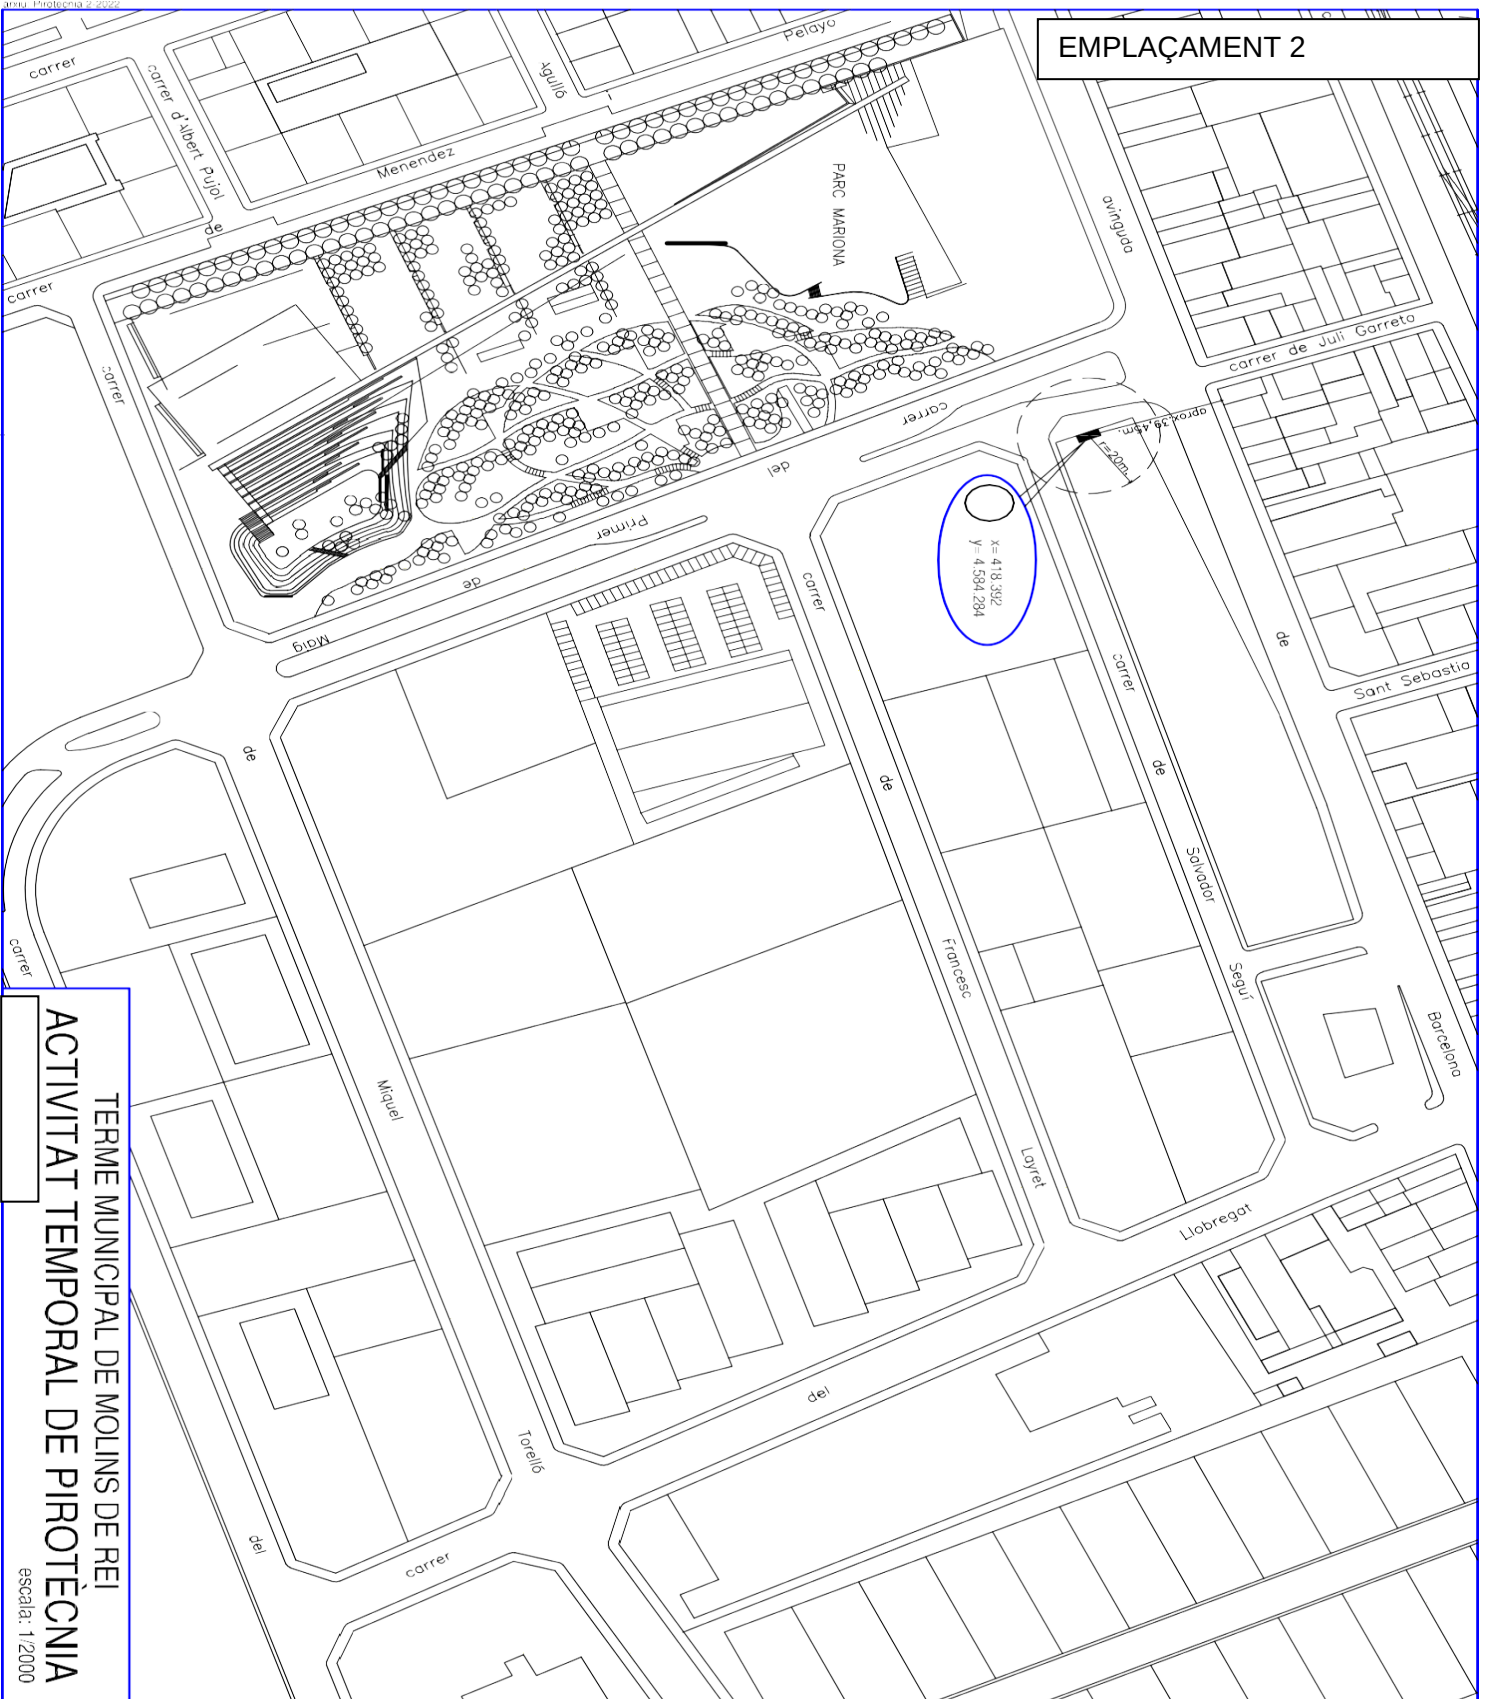 arxiu: Pirotècnia 2-2022
EMPLAÇAMENT 2
carrer
carrer d'Albert Pujol
Agulló
Pelayo
Menendez
de
carrer
carrer
PARC MARIONA
avinguda
carrer de Juli Garreta
carrer
del
Primer
de
Maig
aprox.39,45m.
r=20m.
x= 418.392
y= 4.584.284
carrer
de
Francesc
Layret
carrer
de
Salvador
Seguí
de
Sant Sebastia
Barcelona
de
Miquel
Torelló
carrer
Llobregat
del
carrer
del
TERME MUNICIPAL DE MOLINS DE REI
ACTIVITAT TEMPORAL DE PIROTÈCNIA
escala: 1/2000